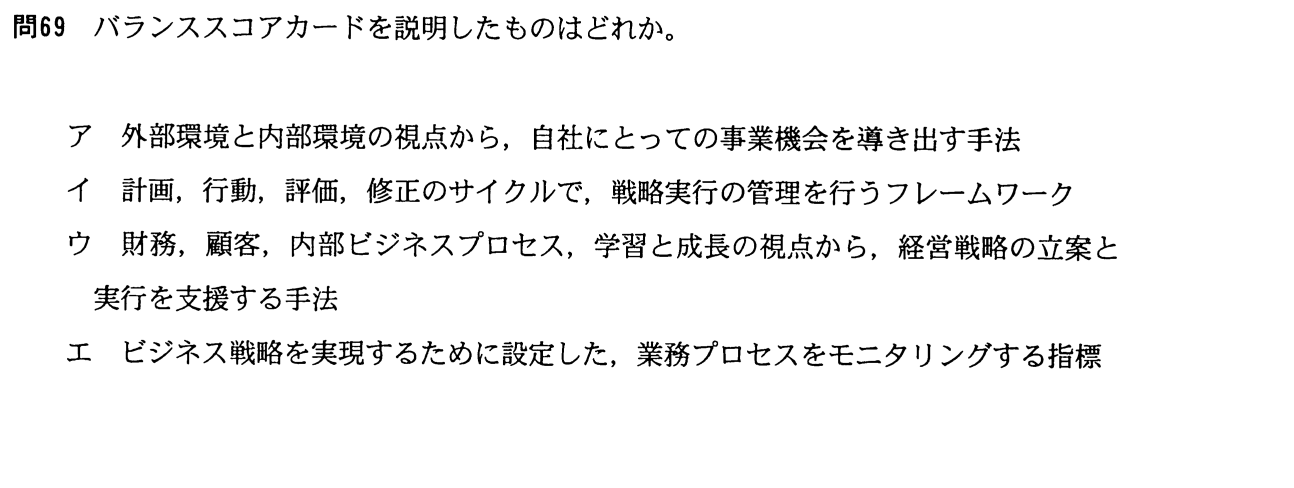 問69 バランススコアカードを説明したものはどれか。
ア 外部環境と内部環境の視点から，自社にとっての事業機会を導き出す手法
イ 計画，行動，評価，修正のサイクルで，戦略実行の管理を行うフレームワーク
ウ 財務，顧客，内部ビジネスプロセス，学習と成長の視点から，経営戦略の立案と
実行を支援する手法
エ ビジネス戦略を実現するために設定した，業務プロセスをモニタリングする指標